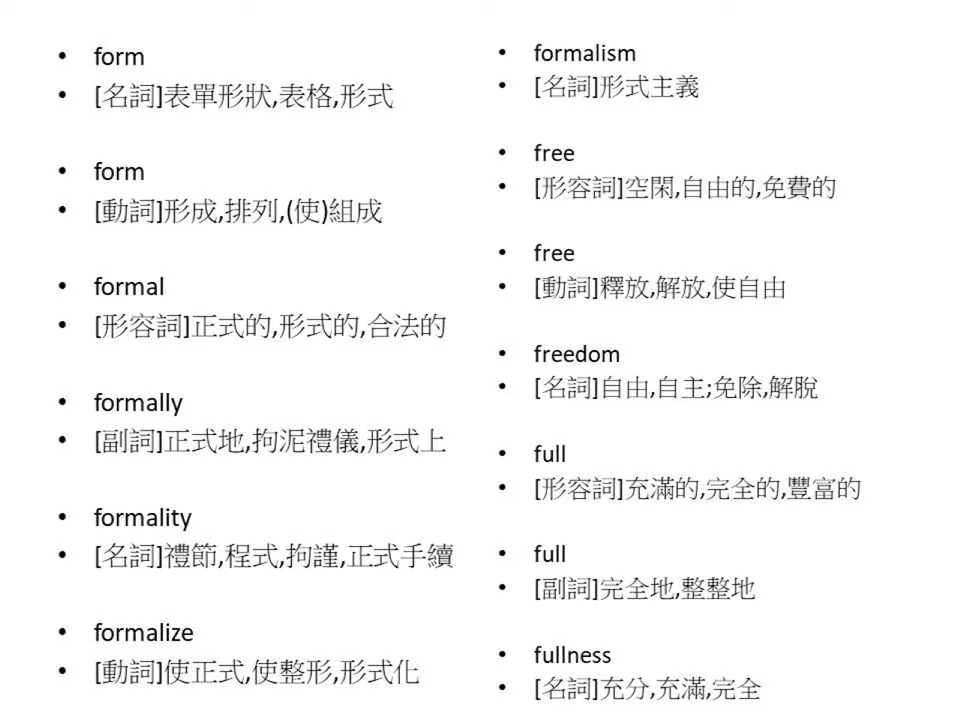 • form
• [名詞]表單形狀,表格,形式
• form
• [動詞]形成,排列,(使)組成
• formal
• [形容詞]正式的,形式的,合法的
• formally
• [副詞]正式地,拘泥禮儀,形式上
• formality
• [名詞]禮節,程式,拘謹,正式手續
• formalize
• [動詞]使正式,使整形,形式化
• formalism
• [名詞]形式主義
• free
• [形容詞]空閑,自由的,免費的
• free
• [動詞]釋放,解放,使自由
• freedom
• [名詞]自由,自主;免除,解脫
• full
• [形容詞]充滿的,完全的,豐富的
• full
• [副詞]完全地,整整地
• fullness
• [名詞]充分,充滿,完全